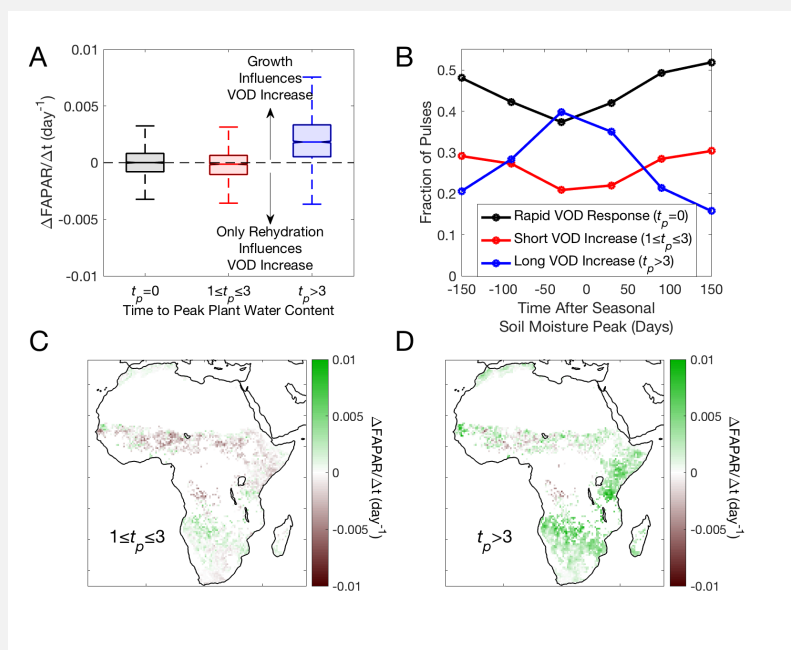 A
0.01
0.005
0
-0.005
-0.01
ΔFAPAR/Δt (day⁻¹)
Growth
Influences
VOD Increase
Only Rehydration
Influences
VOD Increase
tₚ=0
1≤tₚ≤3
tₚ>3
Time to Peak Plant Water Content
B
0.5
0.4
0.3
0.2
0.1
0
Fraction of Pulses
Rapid VOD Response (tₚ=0)
Short VOD Increase (1≤tₚ≤3)
Long VOD Increase (tₚ>3)
-150 -100 -50 0 50 100 150
Time After Seasonal
Soil Moisture Peak (Days)
C
1≤tₚ≤3
0.01
0.005
0
-0.005
-0.01
ΔFAPAR/Δt (day⁻¹)
D
tₚ>3
0.01
0.005
0
-0.005
-0.01
ΔFAPAR/Δt (day⁻¹)